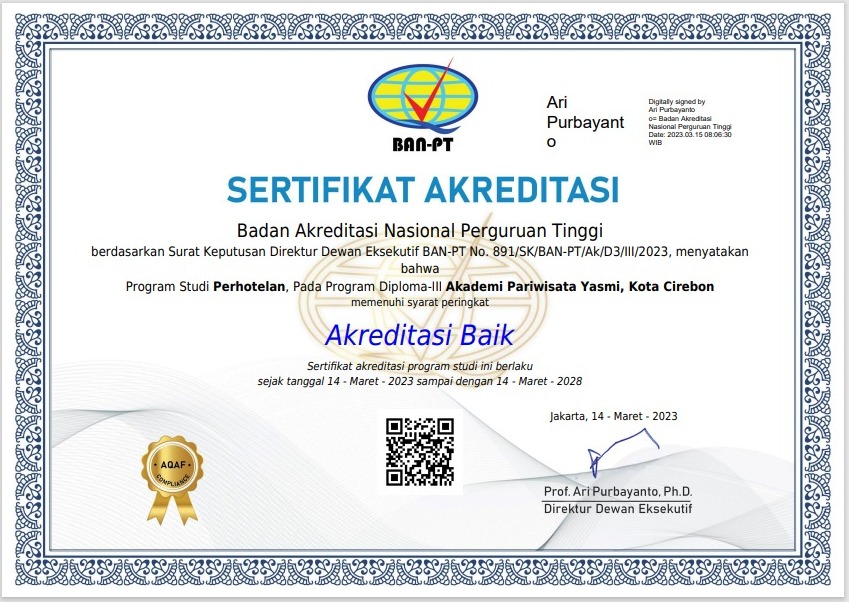 BAN-PT
Ari
Purbayant
o
Digitally signed by
Ari Purbayanto
o= Badan Akreditasi
Nasional Perguruan Tinggi
Date: 2023.03.15 08:06:30
WIB
SERTIFIKAT AKREDITASI
Badan Akreditasi Nasional Perguruan Tinggi
berdasarkan Surat Keputusan Direktur Dewan Eksekutif BAN-PT No. 891/SK/BAN-PT/Ak/D3/III/2023, menyatakan
bahwa
Program Studi Perhotelan, Pada Program Diploma-III Akademi Pariwisata Yasmi, Kota Cirebon
memenuhi syarat peringkat
Akreditasi Baik
Sertifikat akreditasi program studi ini berlaku
sejak tanggal 14 - Maret - 2023 sampai dengan 14 - Maret - 2028
Jakarta, 14 - Maret - 2023
AQAF
COMPLIANCE
Prof. Ari Purbayanto, Ph.D.
Direktur Dewan Eksekutif